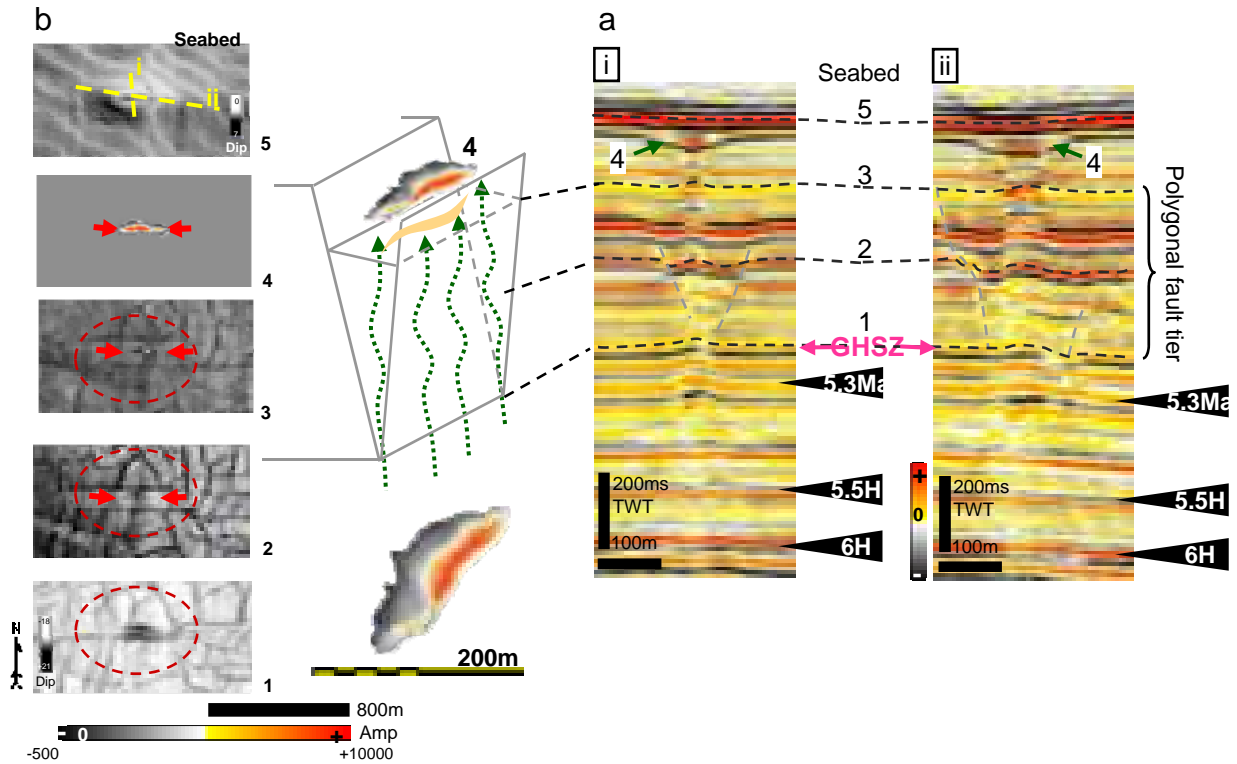 b
Seabed
i
ii
0
7
Dip
5
4
3
2
-18
-21
Dip
1
N
800m
- 0 + Amp
-500 +10000
4
200m
a
i
Seabed
ii
5
4
4
3
2
1
GHSZ
Polygonal fault tier
5.3Ma
5.3Ma
200ms
TWT
100m
5.5H
6H
+
0
-
200ms
TWT
100m
5.5H
6H